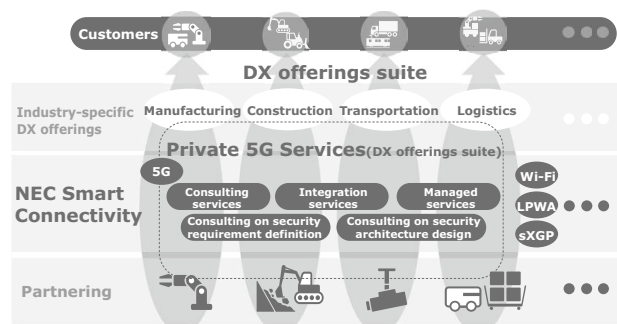 Customers
DX offerings suite
Industry-specific
DX offerings
Manufacturing
Construction
Transportation
Logistics
Private 5G Services(DX offerings suite)
5G
NEC Smart
Connectivity
Consulting
services
Integration
services
Managed
services
Consulting on security
requirement definition
Consulting on security
architecture design
Wi-Fi
LPWA
sXGP
Partnering